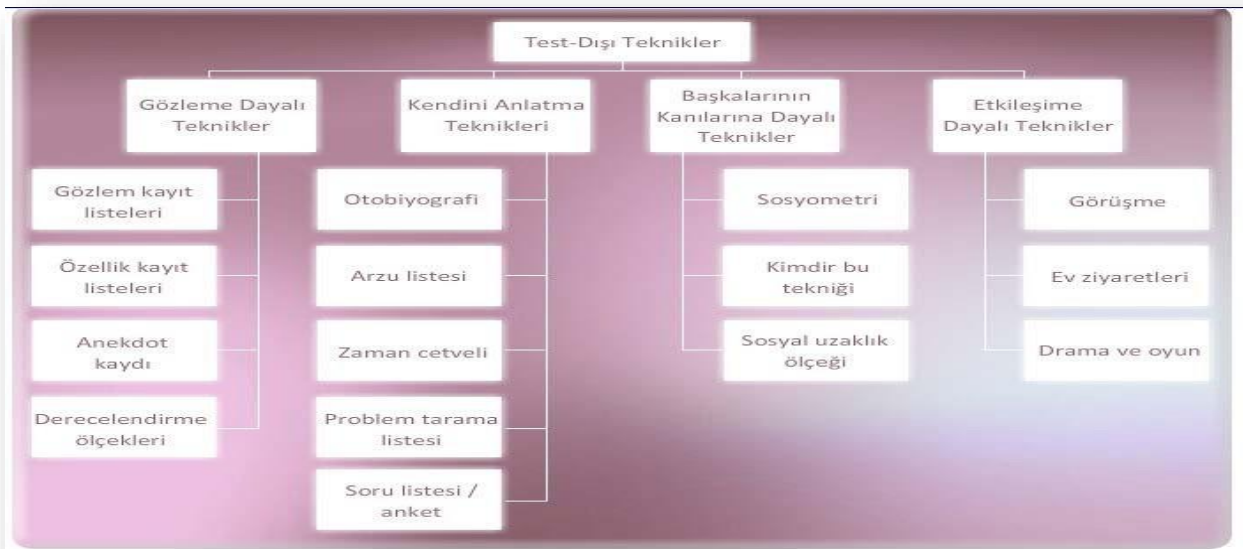 Test-Dışı Teknikler
Gözleme Dayalı
Teknikler
Gözlem kayıt
listeleri
Özellik kayıt
listeleri
Anekdot
kaydı
Derecelendirme
ölçekleri
Kendini Anlatma
Teknikleri
Otobiyografi
Arzu listesi
Zaman cetveli
Problem tarama
listesi
Soru listesi /
anket
Başkalarının
Kanılarına Dayalı
Teknikler
Sosyometri
Kimdir bu
tekniği
Sosyal uzaklık
ölçeği
Etkileşime
Dayalı Teknikler
Görüşme
Ev ziyaretleri
Drama ve oyun